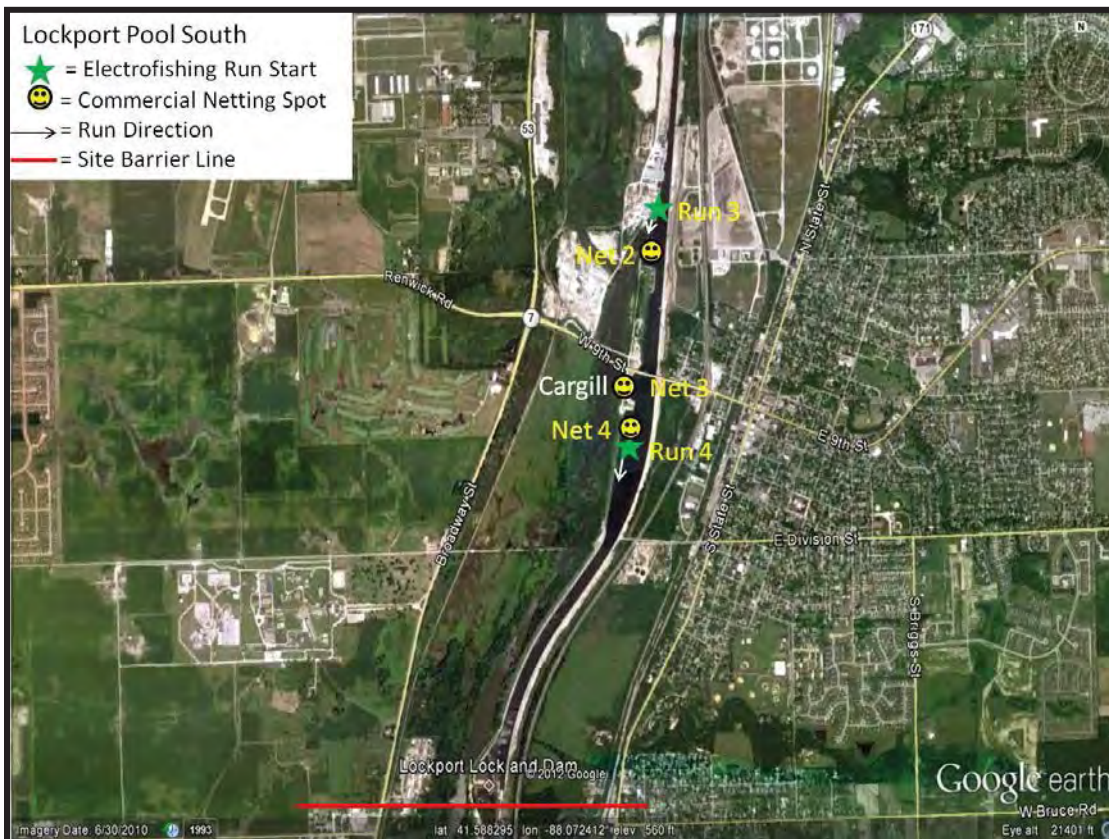 Lockport Pool South
= Electrofishing Run Start
= Commercial Netting Spot
= Run Direction
= Site Barrier Line
171
N
53
N State St
Run 3
Net 2
Renwick Rd
7
W 9th St
Cargill
Net 3
Net 4
Run 4
E 9th St
Broadway St
S State St
E Division St
S Briggs St
Lockport Lock and Dam
© 2012 Google
Google earth
W Bruce Rd
Imagery Date: 6/30/2010
1993
lat 41.588295 lon -88.072412° elev 560 ft
Eye alt 21401 ft